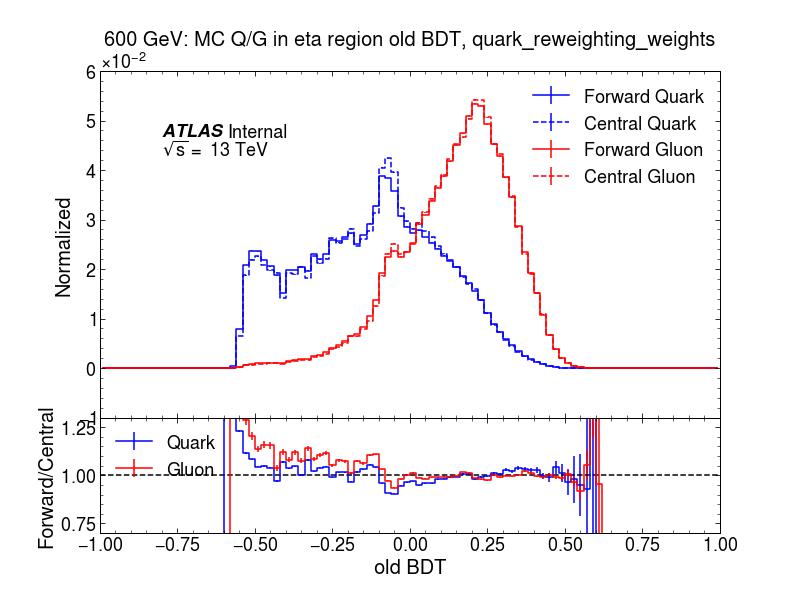 600 GeV: MC Q/G in eta region old BDT, quark_reweighting_weights
×10⁻²
6
5
4
3
2
1
0
−1
Normalized
ATLAS Internal
√s = 13 TeV
Forward Quark
Central Quark
Forward Gluon
Central Gluon
1.25
1.00
0.75
Forward/Central
Quark
Gluon
−1.00 −0.75 −0.50 −0.25 0.00 0.25 0.50 0.75 1.00
old BDT